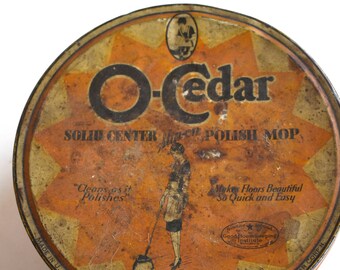 O-Cedar
SOLID CENTER POLISH MOP
"Cleans as it
Polishes"
Makes Floors Beautiful
So Quick and Easy